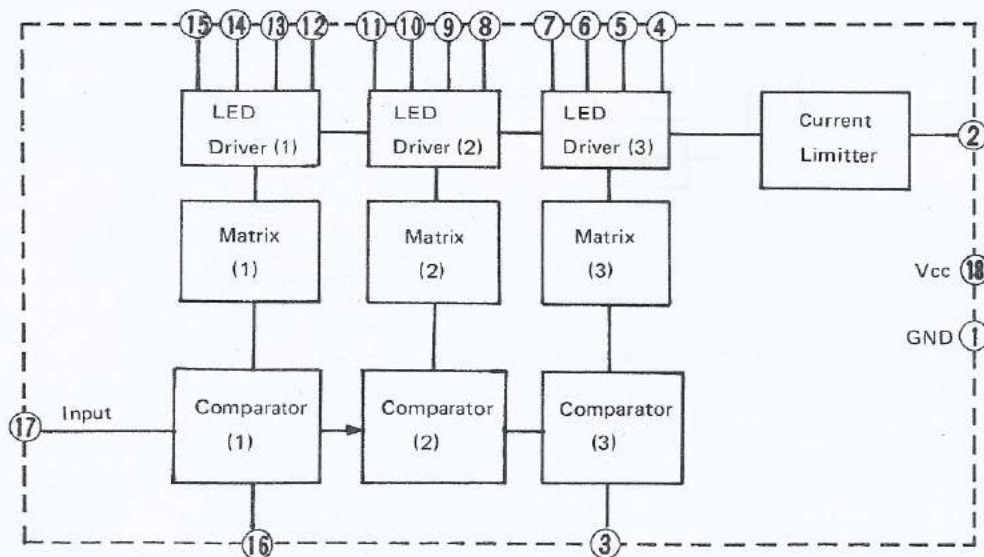 15 14 13 12 11 10 9 8 7 6 5 4
LED
Driver (1)
LED
Driver (2)
LED
Driver (3)
Current
Limitter
2
Matrix
(1)
Matrix
(2)
Matrix
(3)
Vcc 18
GND 1
17
Input
Comparator
(1)
Comparator
(2)
Comparator
(3)
16
3